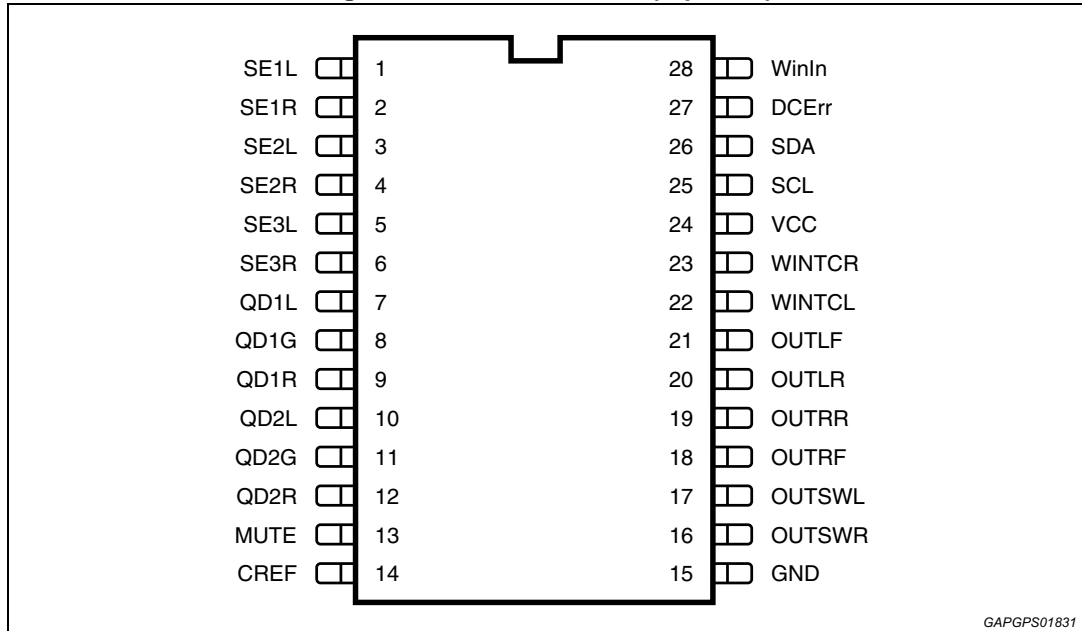 SE1L 1 28 WinIn
SE1R 2 27 DCErr
SE2L 3 26 SDA
SE2R 4 25 SCL
SE3L 5 24 VCC
SE3R 6 23 WINTCR
QD1L 7 22 WINTCL
QD1G 8 21 OUTLF
QD1R 9 20 OUTLR
QD2L 10 19 OUTRR
QD2G 11 18 OUTRF
QD2R 12 17 OUTSWL
MUTE 13 16 OUTSWR
CREF 14 15 GND
GAPGPS01831